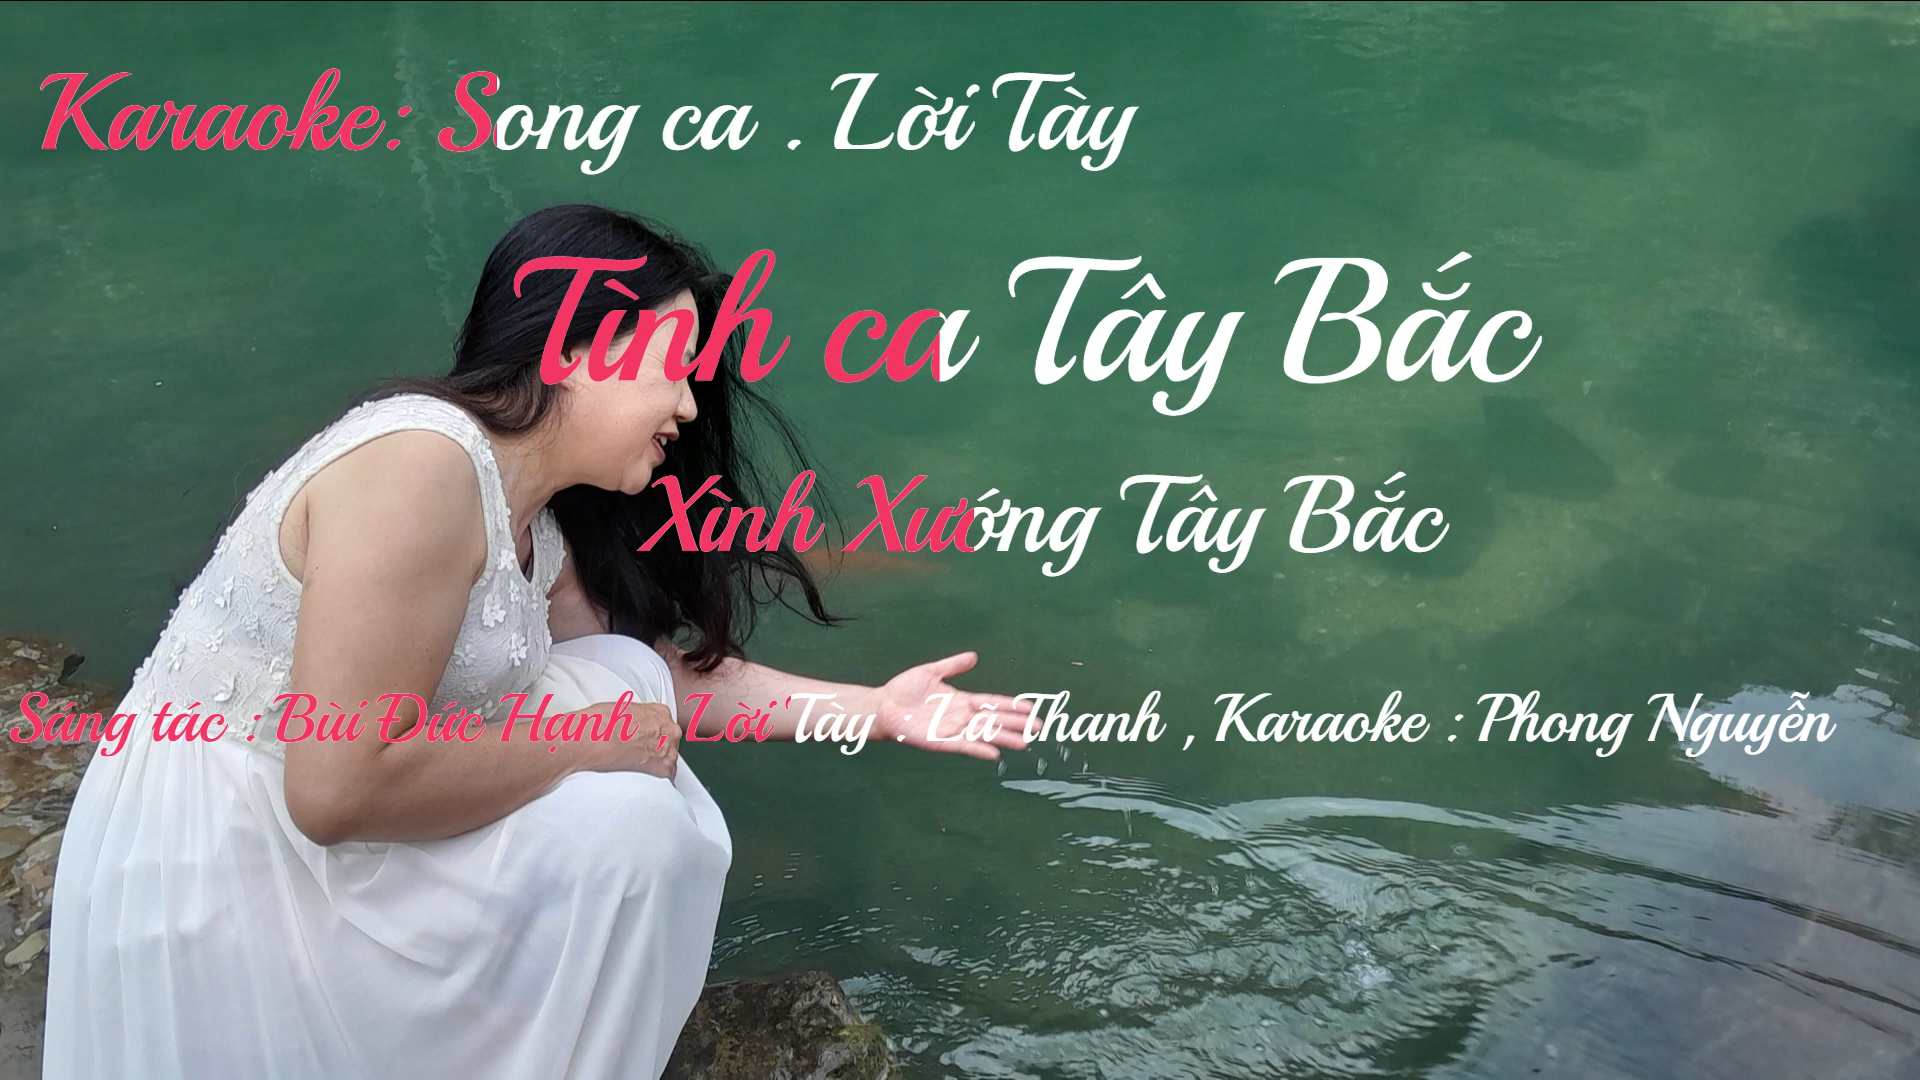 Karaoke: Song ca . Lời Tày
Tình ca Tây Bắc
Xình Xướng Tây Bắc
Sáng tác : Bùi Đức Hạnh , Lời Tày : Lã Thanh , Karaoke : Phong Nguyễn